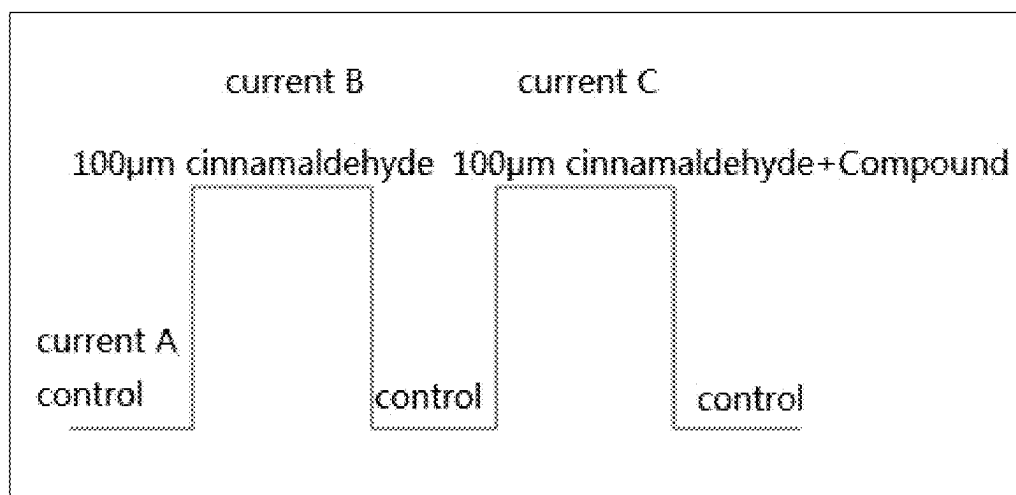 current B
current C
100μm cinnamaldehyde
100μm cinnamaldehyde+Compound
current A
control
control
control